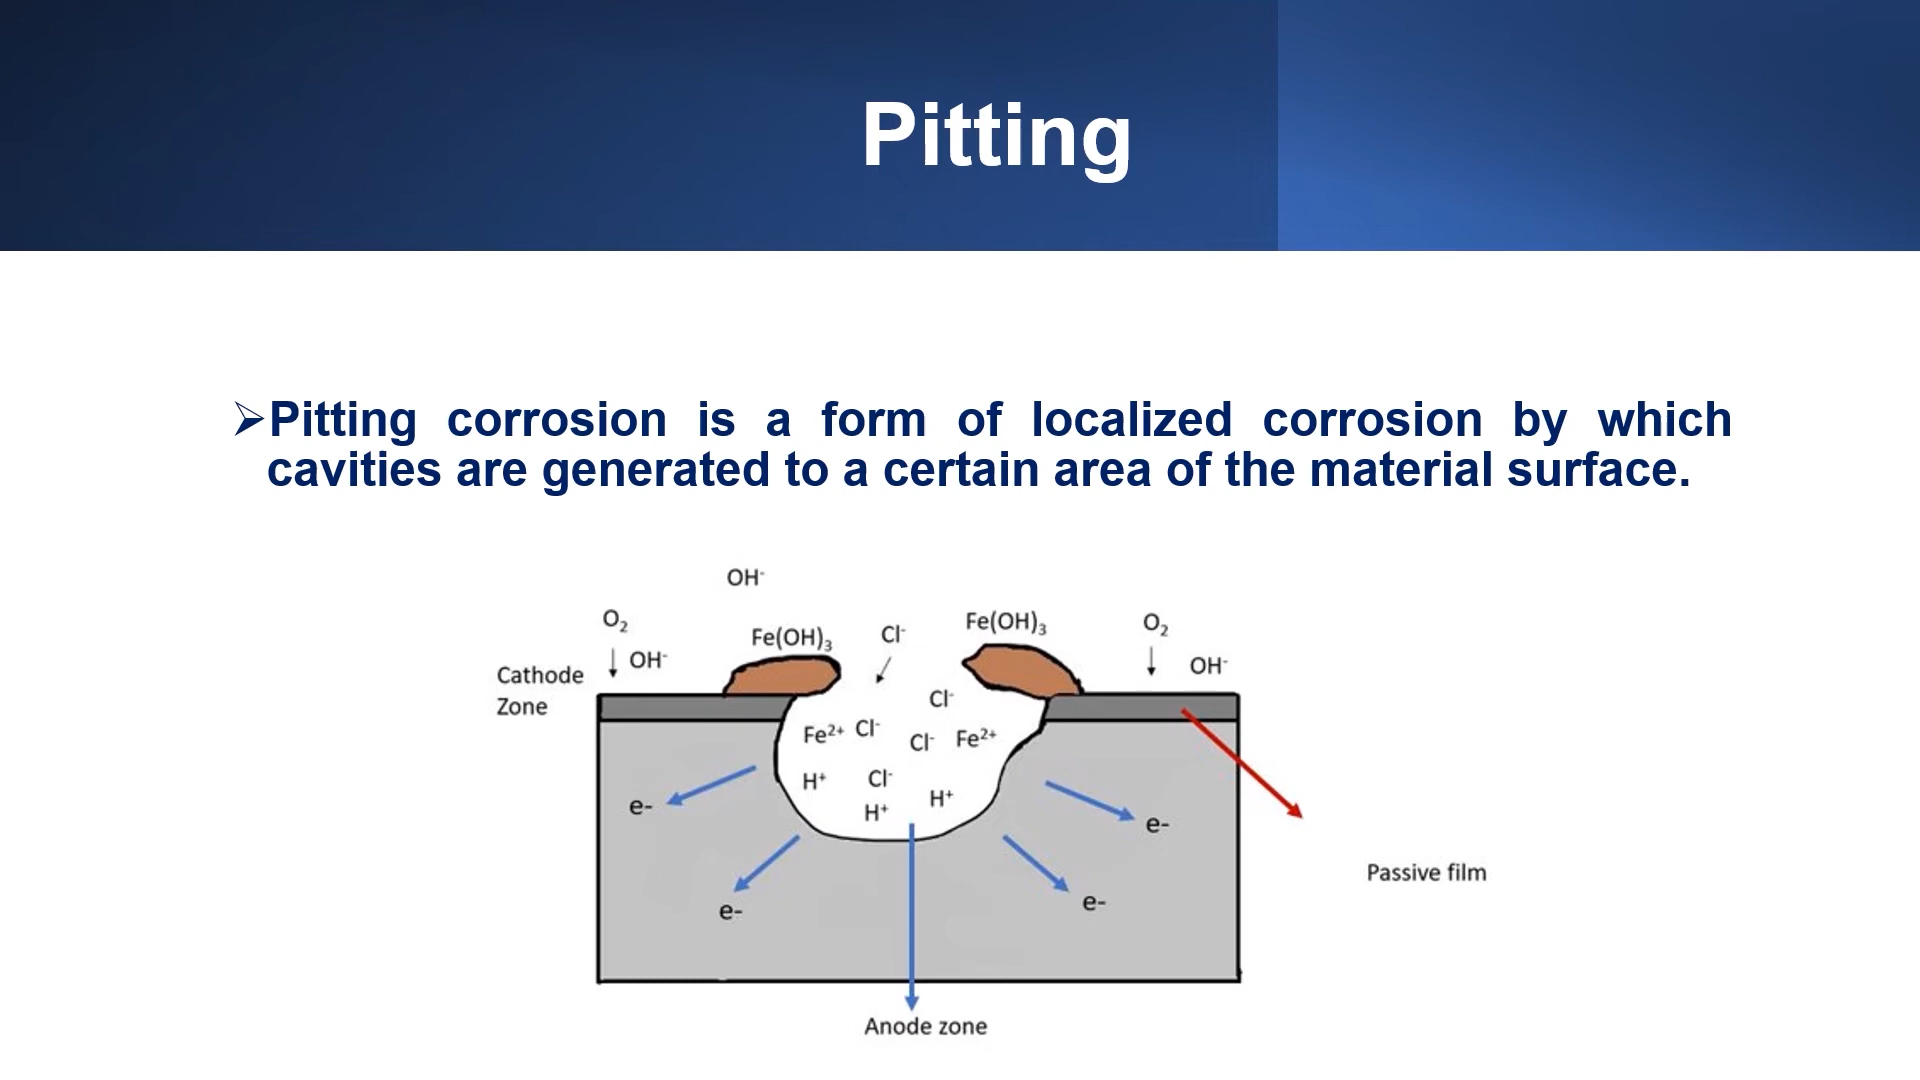 Pitting
➢Pitting corrosion is a form of localized corrosion by which
cavities are generated to a certain area of the material surface.
OH⁻
O₂
OH⁻
Fe(OH)₃
Cl⁻
Fe(OH)₃
O₂
OH⁻
Cathode
Zone
Cl⁻
Fe²⁺ Cl⁻
Cl⁻ Fe²⁺
H⁺
Cl⁻
H⁺
H⁺
e-
e-
e-
e-
Passive film
Anode zone